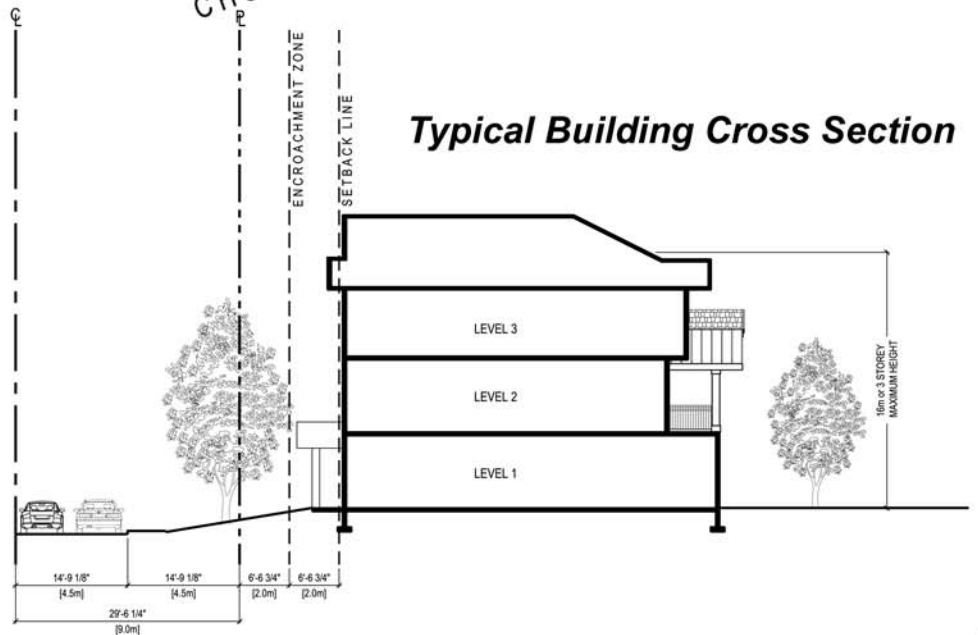 ℄
℄
ENCROACHMENT ZONE
SETBACK LINE
Typical Building Cross Section
LEVEL 3
LEVEL 2
LEVEL 1
16m or 3 STOREY
MAXIMUM HEIGHT
14'-9 1/8"
[4.5m]
14'-9 1/8"
[4.5m]
6'-6 3/4"
[2.0m]
6'-6 3/4"
[2.0m]
29'-6 1/4"
[9.0m]